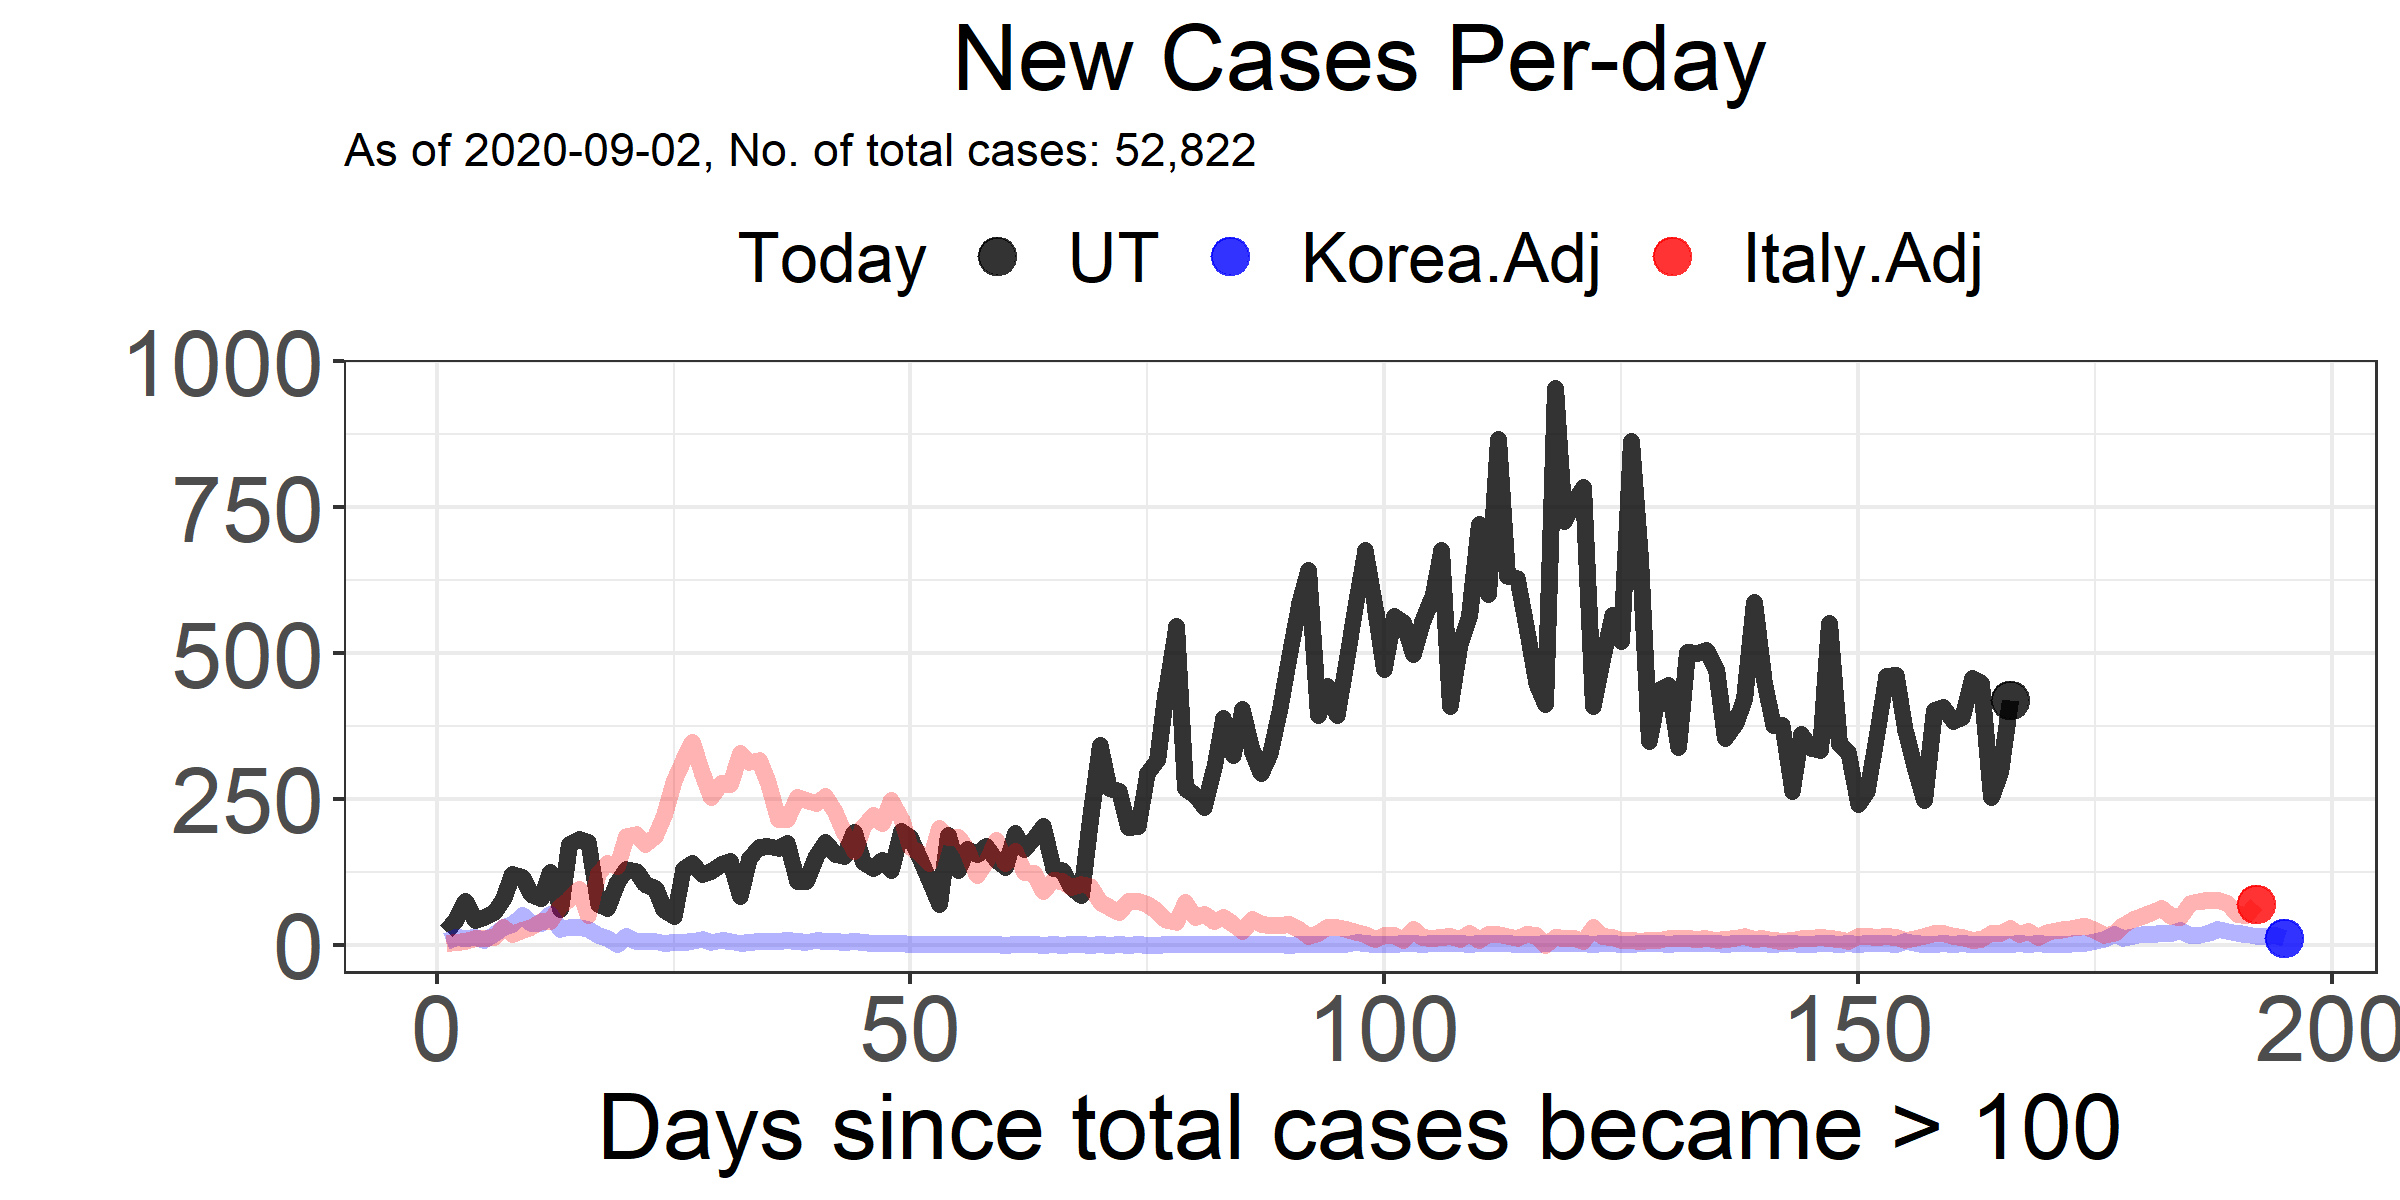 New Cases Per-day
As of 2020-09-02, No. of total cases: 52,822
Today UT Korea.Adj Italy.Adj
1000
750
500
250
0
0 50 100 150 200
Days since total cases became > 100